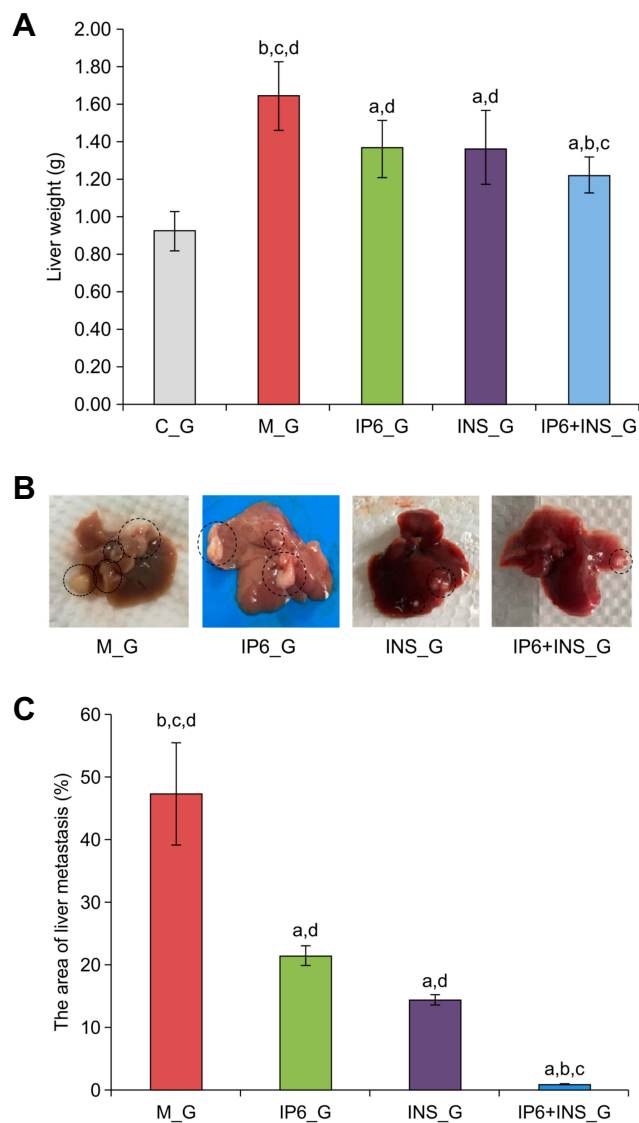 A
Liver weight (g)
2.00
1.80
1.60
1.40
1.20
1.00
0.80
0.60
0.40
0.20
0.00
b,c,d
a,d
a,d
a,b,c
C_G
M_G
IP6_G
INS_G
IP6+INS_G
B
M_G
IP6_G
INS_G
IP6+INS_G
C
The area of liver metastasis (%)
60
50
40
30
20
10
0
b,c,d
a,d
a,d
a,b,c
M_G
IP6_G
INS_G
IP6+INS_G